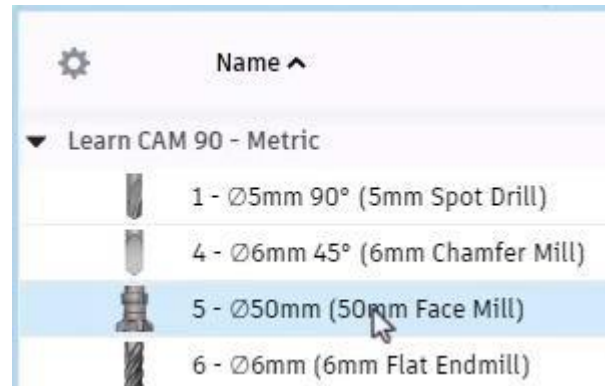 Name
Learn CAM 90 - Metric
1 - ∅5mm 90° (5mm Spot Drill)
4 - ∅6mm 45° (6mm Chamfer Mill)
5 - ∅50mm (50mm Face Mill)
6 - ∅6mm (6mm Flat Endmill)